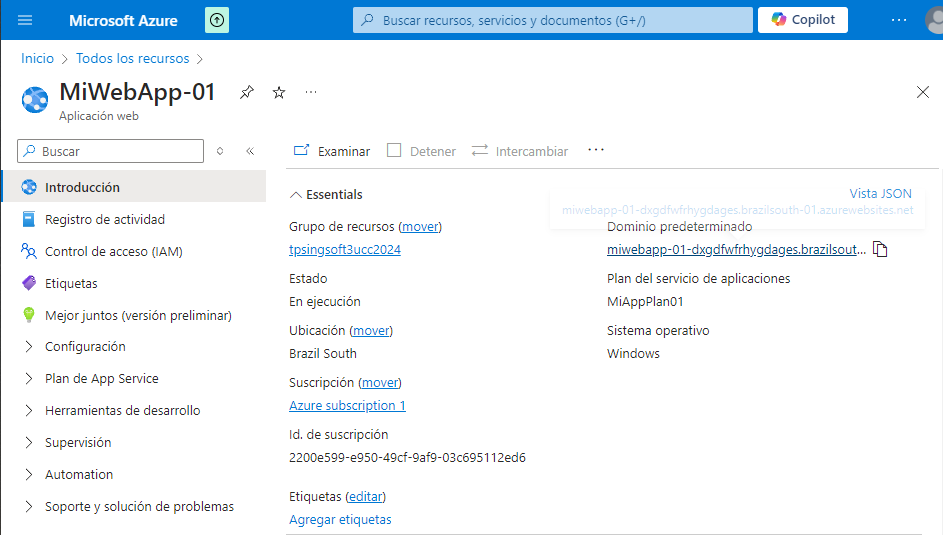 Microsoft Azure
Buscar recursos, servicios y documentos (G+/)
Copilot
Inicio > Todos los recursos >
MiWebApp-01
Aplicación web
Buscar
Introducción
Registro de actividad
Control de acceso (IAM)
Etiquetas
Mejor juntos (versión preliminar)
Configuración
Plan de App Service
Herramientas de desarrollo
Supervisión
Automation
Soporte y solución de problemas
Examinar
Detener
Intercambiar
Essentials
Vista JSON
miwebapp-01-dxgdfwfrhygdages.brazilsouth-01.azurewebsites.net
Grupo de recursos (mover)
tpsingsoft3ucc2024
Estado
En ejecución
Ubicación (mover)
Brazil South
Suscripción (mover)
Azure subscription 1
Id. de suscripción
2200e599-e950-49cf-9af9-03c695112ed6
Etiquetas (editar)
Agregar etiquetas
Dominio predeterminado
miwebapp-01-dxgdfwfrhygdages.brazilsout...
Plan del servicio de aplicaciones
MiAppPlan01
Sistema operativo
Windows